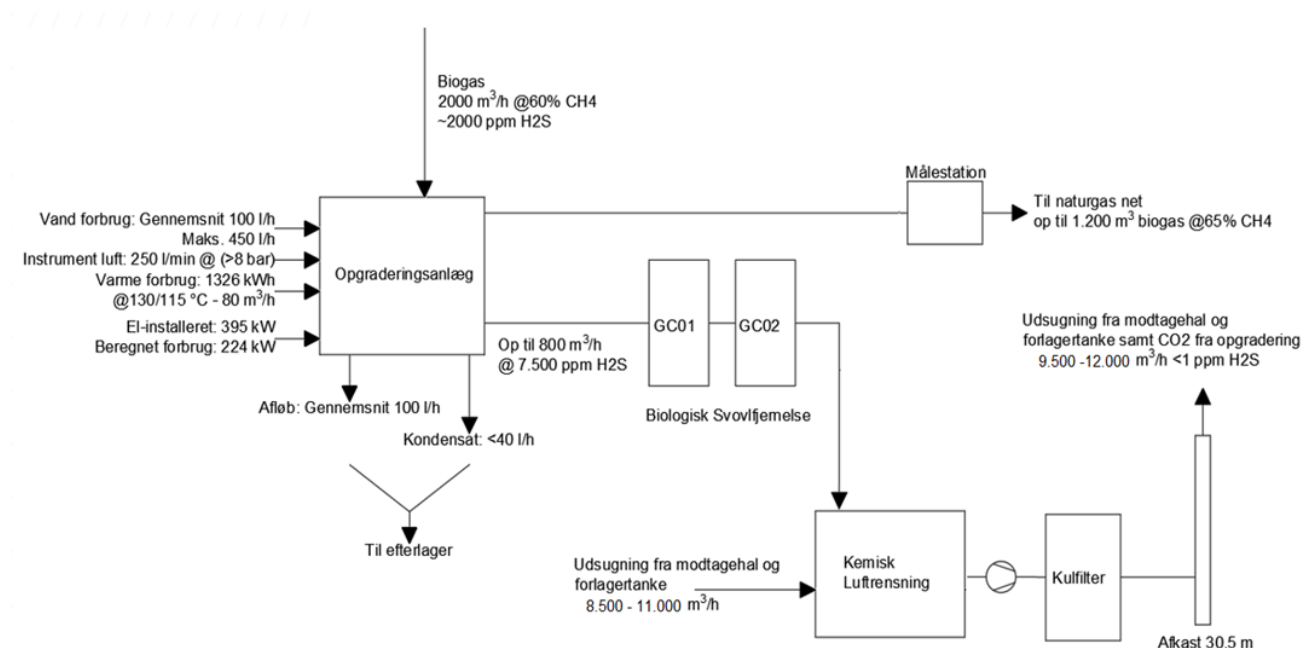 Biogas
2000 m³/h @60% CH4
~2000 ppm H2S
Målestation
Til naturgas net
op til 1.200 m³ biogas @65% CH4
Vand forbrug: Gennemsnit 100 l/h
Maks. 450 l/h
Instrument luft: 250 l/min @ (>8 bar)
Varme forbrug: 1326 kWh
@130/115 °C - 80 m³/h
El-installeret: 395 kW
Beregnet forbrug: 224 kW
Opgraderingsanlæg
Op til 800 m³/h
@ 7.500 ppm H2S
GC01
GC02
Biologisk Svovlfjernelse
Udsugning fra modtagehal og
forlagertanke samt CO2 fra opgradering
9.500 -12.000 m³/h <1 ppm H2S
Afløb: Gennemsnit 100 l/h
Kondensat: <40 l/h
Til efterlager
Udsugning fra modtagehal og
forlagertanke
8.500 - 11.000 m³/h
Kemisk
Luftrensning
Kulfilter
Afkast 30,5 m